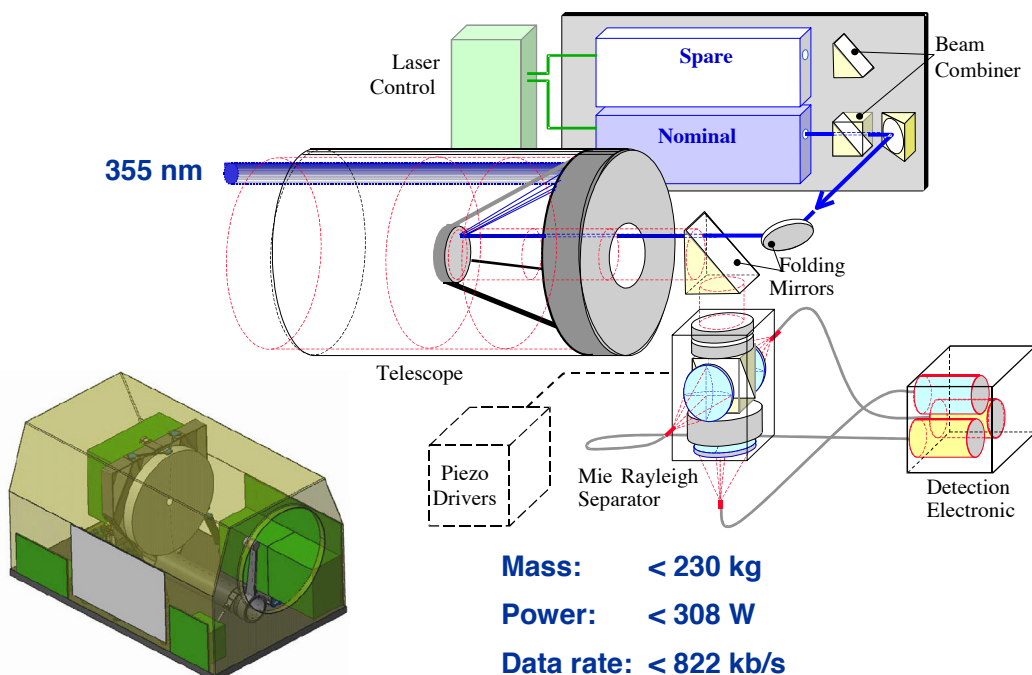 Laser
Control
Spare
Nominal
Beam
Combiner
355 nm
Folding
Mirrors
Telescope
Piezo
Drivers
Mie Rayleigh
Separator
Detection
Electronic
Mass: < 230 kg
Power: < 308 W
Data rate: < 822 kb/s